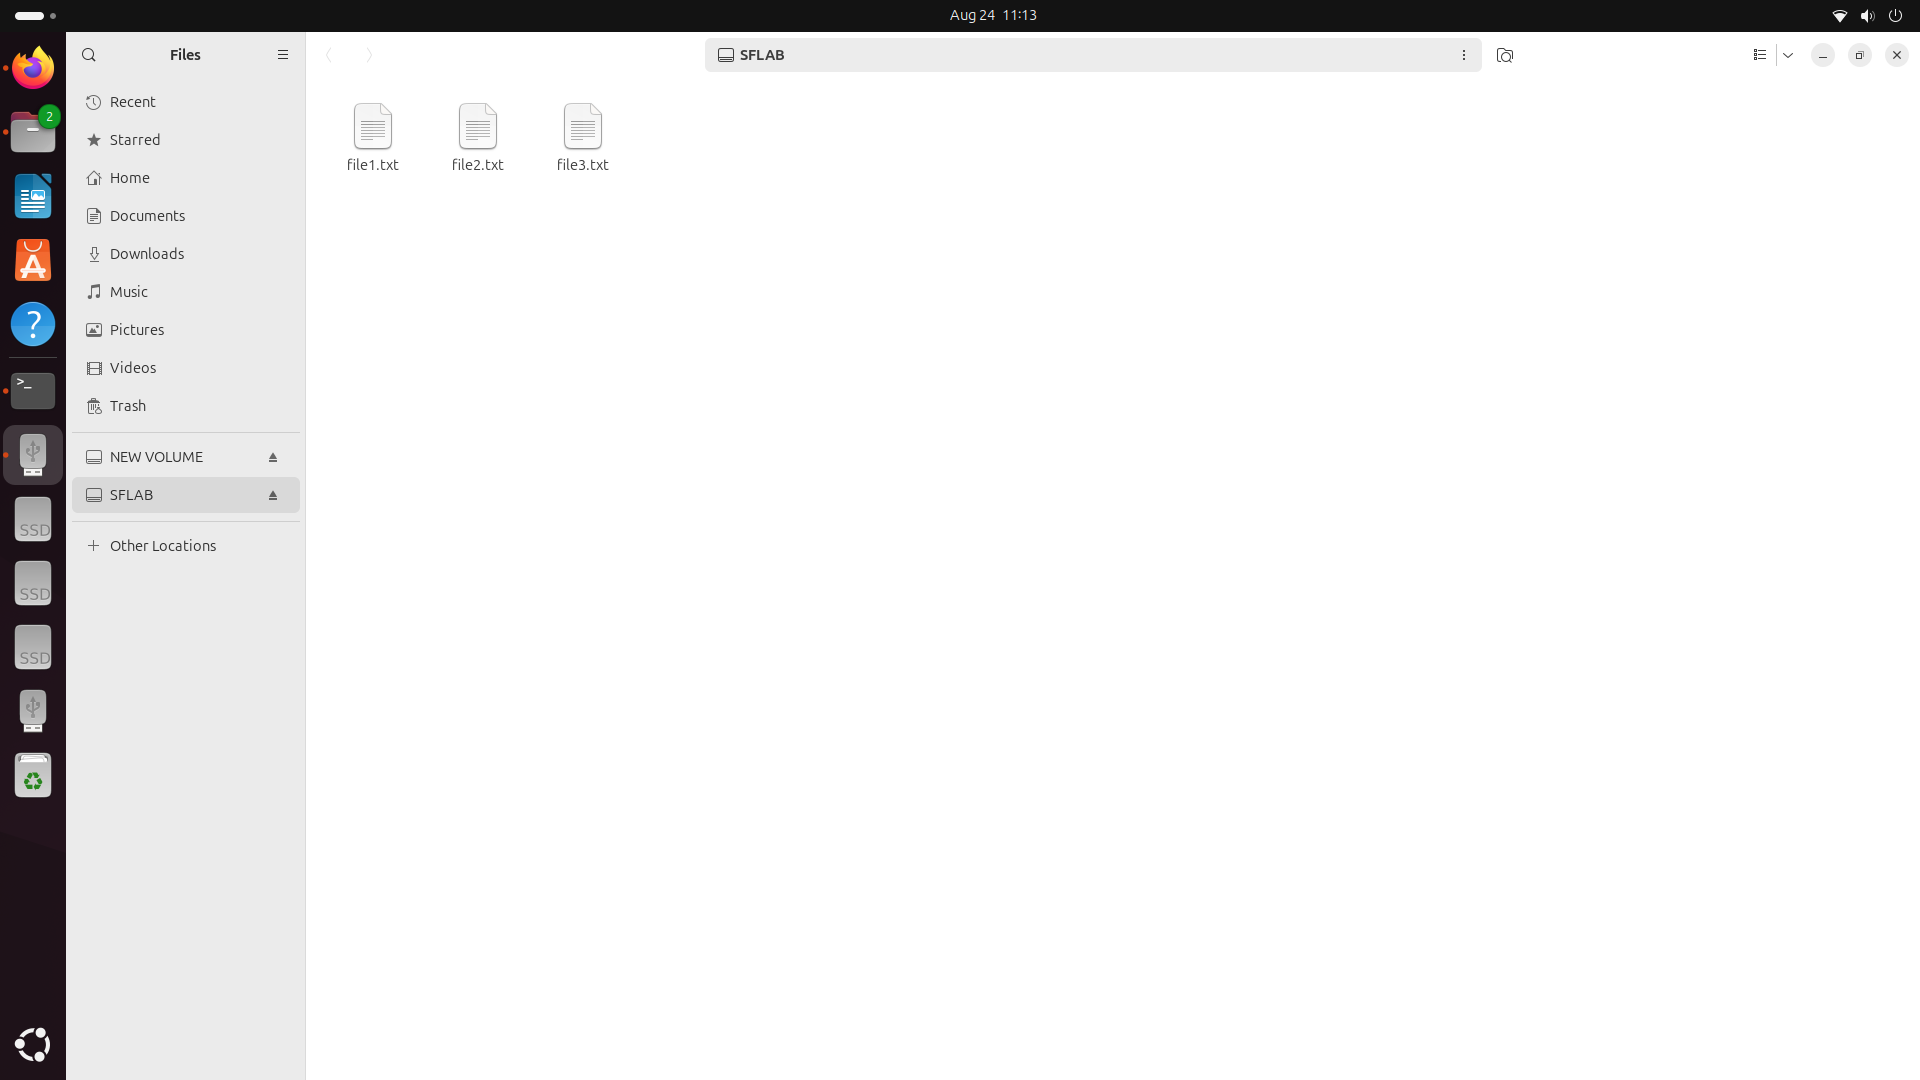 Aug 24 11:13
Files
SFLAB
2
Recent
Starred
Home
Documents
Downloads
Music
Pictures
Videos
Trash
NEW VOLUME
SFLAB
Other Locations
file1.txt
file2.txt
file3.txt
?
>_
SSD
SSD
SSD